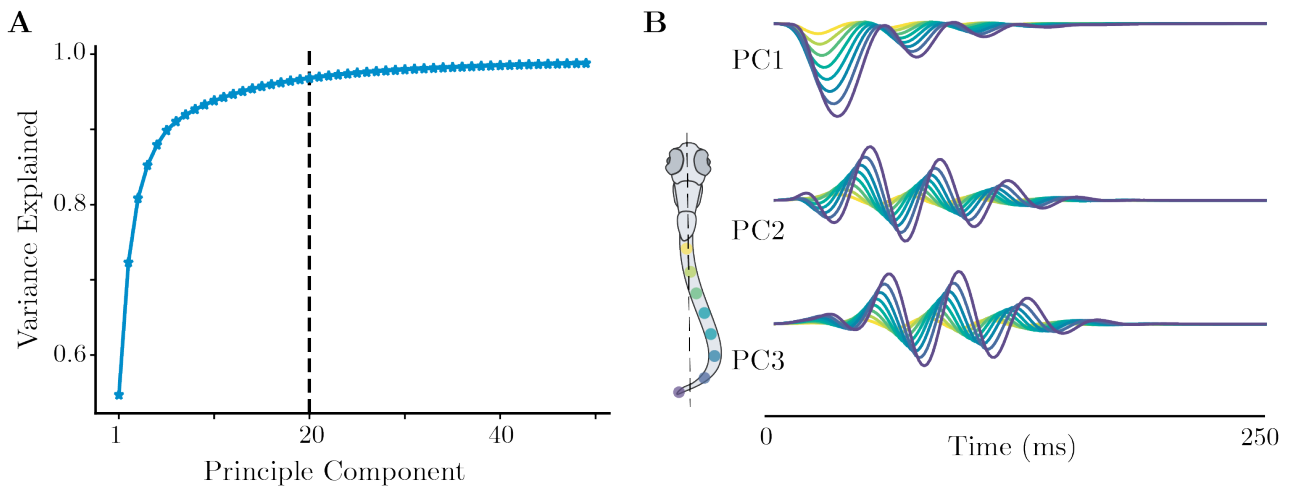 A
1.0
0.8
0.6
Variance Explained
1
20
40
Principle Component
B
PC1
PC2
PC3
0
250
Time (ms)